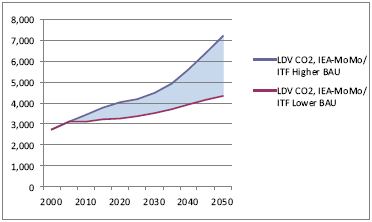 8,000
7,000
6,000
5,000
4,000
3,000
2,000
1,000
0
2000 2010 2020 2030 2040 2050
LDV CO2, IEA-MoMo/
ITF Higher BAU
LDV CO2, IEA-MoMo/
ITF Lower BAU